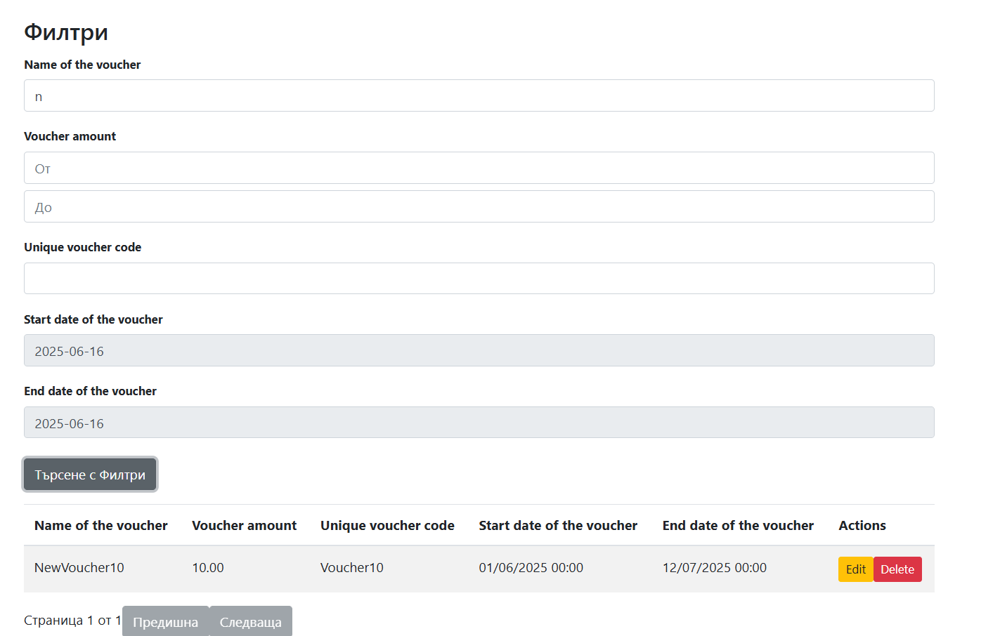 Филтри
Name of the voucher
n
Voucher amount
От
До
Unique voucher code
Start date of the voucher
2025-06-16
End date of the voucher
2025-06-16
Търсене с Филтри
Name of the voucher Voucher amount Unique voucher code Start date of the voucher End date of the voucher Actions
NewVoucher10 10.00 Voucher10 01/06/2025 00:00 12/07/2025 00:00 Edit Delete
Страница 1 от 1 Предишна Следваща